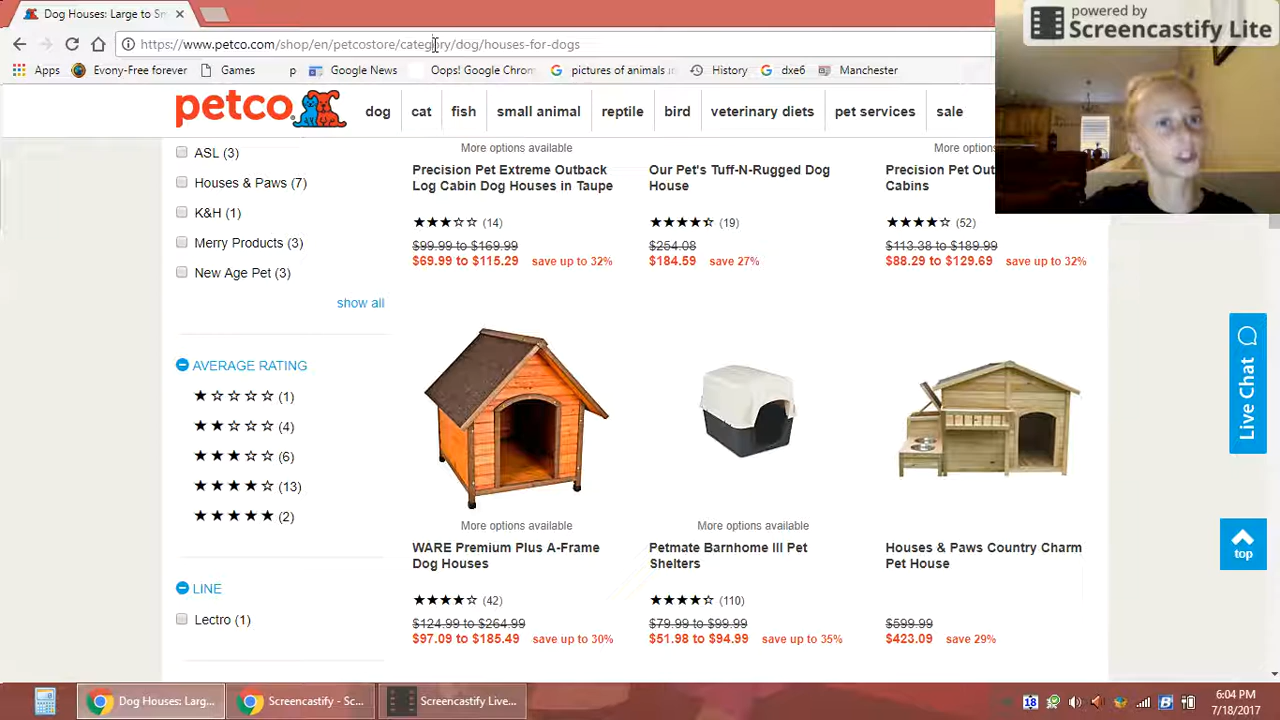 Dog Houses: Large to Sm
powered by
Screencastify Lite
https://www.petco.com/shop/en/petcostore/category/dog/houses-for-dogs
Apps
Evony-Free forever
Games
p
Google News
Oops! Google Chrom
pictures of animals i
History
dxe6
Manchester
petco
dog
cat
fish
small animal
reptile
bird
veterinary diets
pet services
sale
ASL (3)
Houses & Paws (7)
K&H (1)
Merry Products (3)
New Age Pet (3)
show all
AVERAGE RATING
(1)
(4)
(6)
(13)
(2)
LINE
Lectro (1)
More options available
Precision Pet Extreme Outback
Log Cabin Dog Houses in Taupe
(14)
$99.99 to $169.99
$69.99 to $115.29 save up to 32%
Our Pet's Tuff-N-Rugged Dog
House
(19)
$254.08
$184.59 save 27%
More options
Precision Pet Out
Cabins
(52)
$113.38 to $189.99
$88.29 to $129.69 save up to 32%
More options available
WARE Premium Plus A-Frame
Dog Houses
(42)
$124.99 to $264.99
$97.09 to $185.49 save up to 30%
More options available
Petmate Barnhome III Pet
Shelters
(110)
$79.99 to $99.99
$51.98 to $94.99 save up to 35%
Houses & Paws Country Charm
Pet House
$599.99
$423.09 save 29%
Live Chat
top
Dog Houses: Larg...
Screencastify - Sc...
Screencastify Live...
18
6:04 PM
7/18/2017